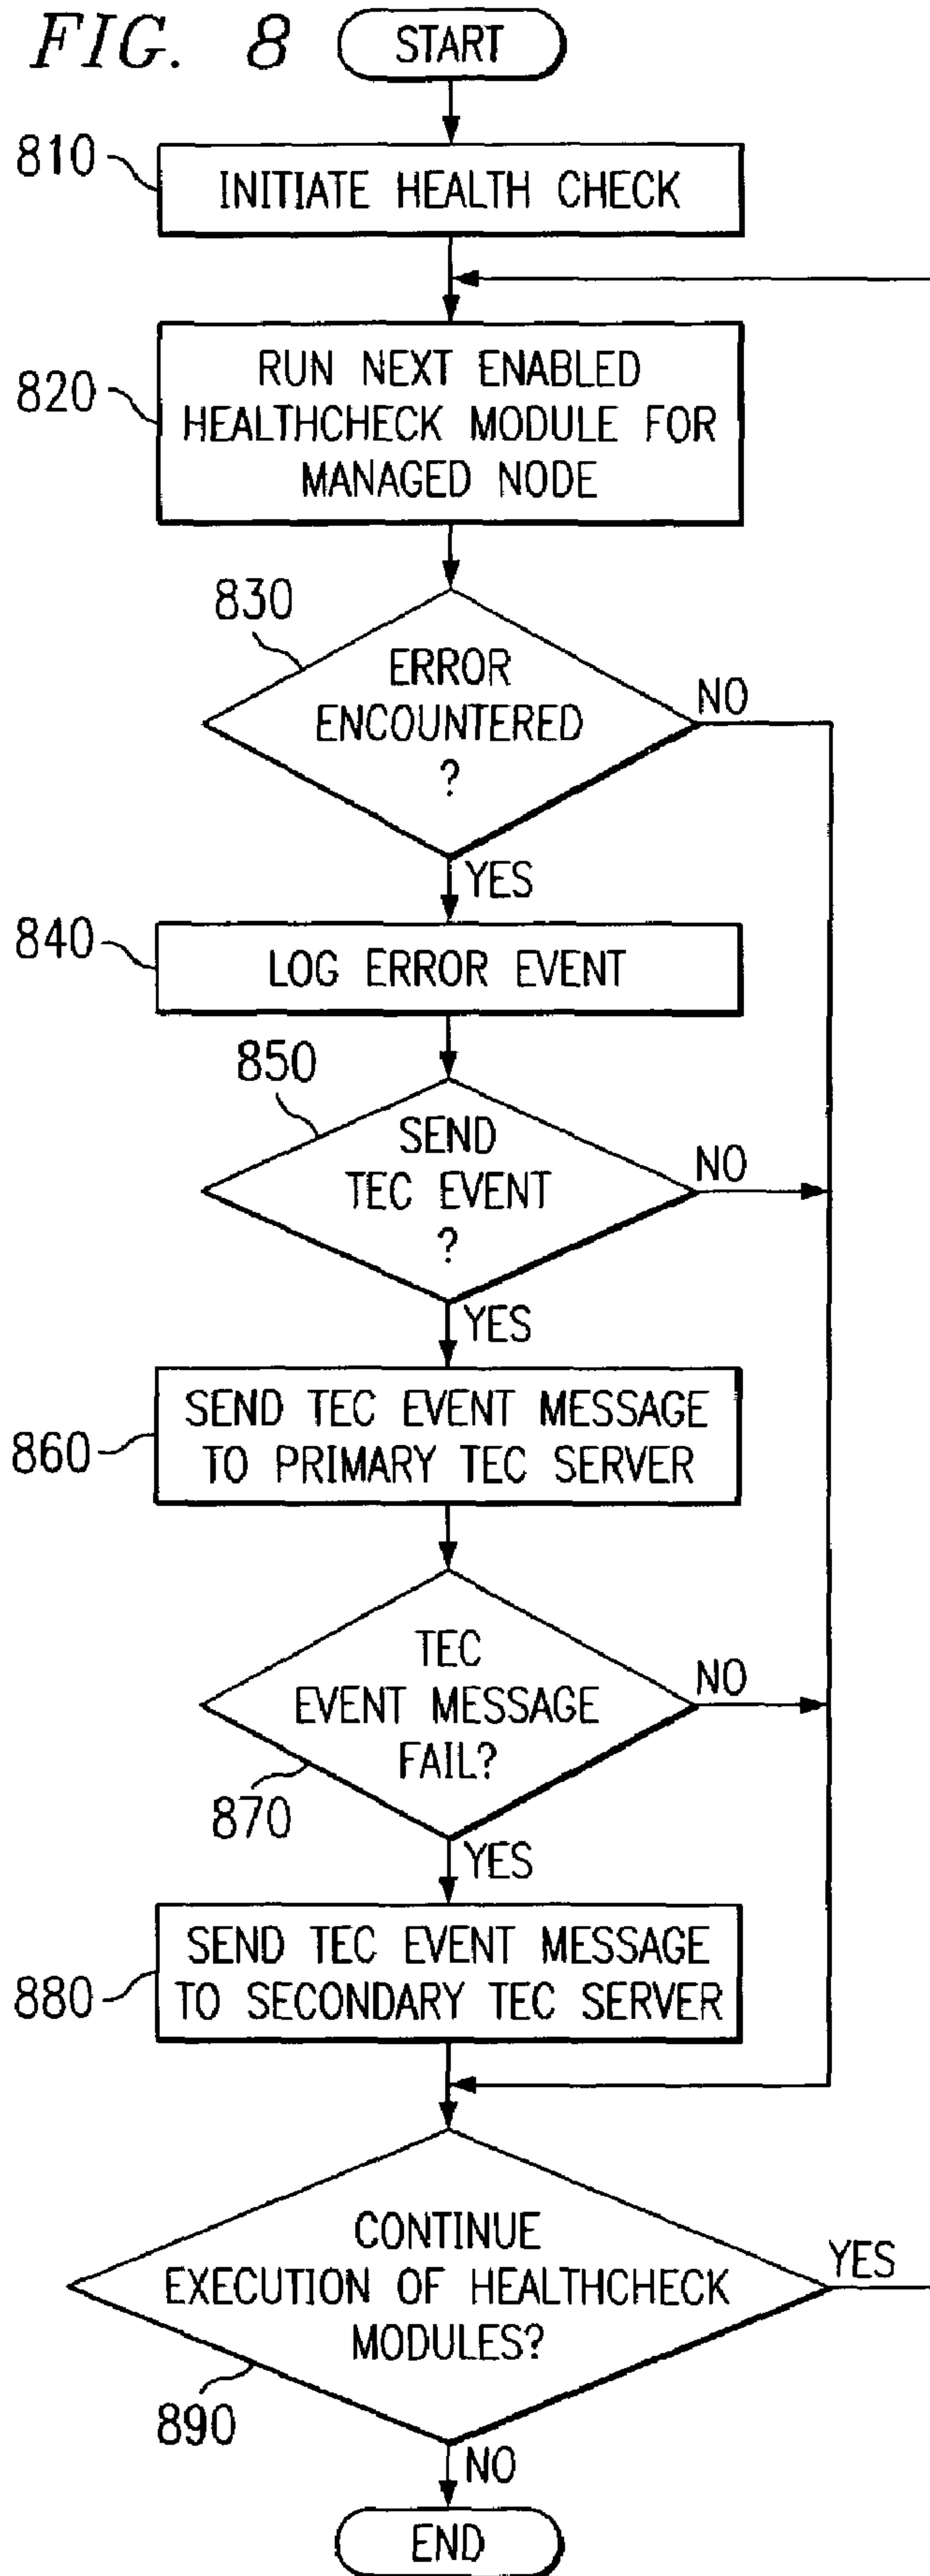 FIG. 8
START
810
INITIATE HEALTH CHECK
820
RUN NEXT ENABLED
HEALTHCHECK MODULE FOR
MANAGED NODE
830
ERROR
ENCOUNTERED
?
NO
YES
840
LOG ERROR EVENT
850
SEND
TEC EVENT
?
NO
YES
860
SEND TEC EVENT MESSAGE
TO PRIMARY TEC SERVER
TEC
EVENT MESSAGE
FAIL?
NO
870
YES
880
SEND TEC EVENT MESSAGE
TO SECONDARY TEC SERVER
CONTINUE
EXECUTION OF HEALTHCHECK
MODULES?
YES
890
NO
END